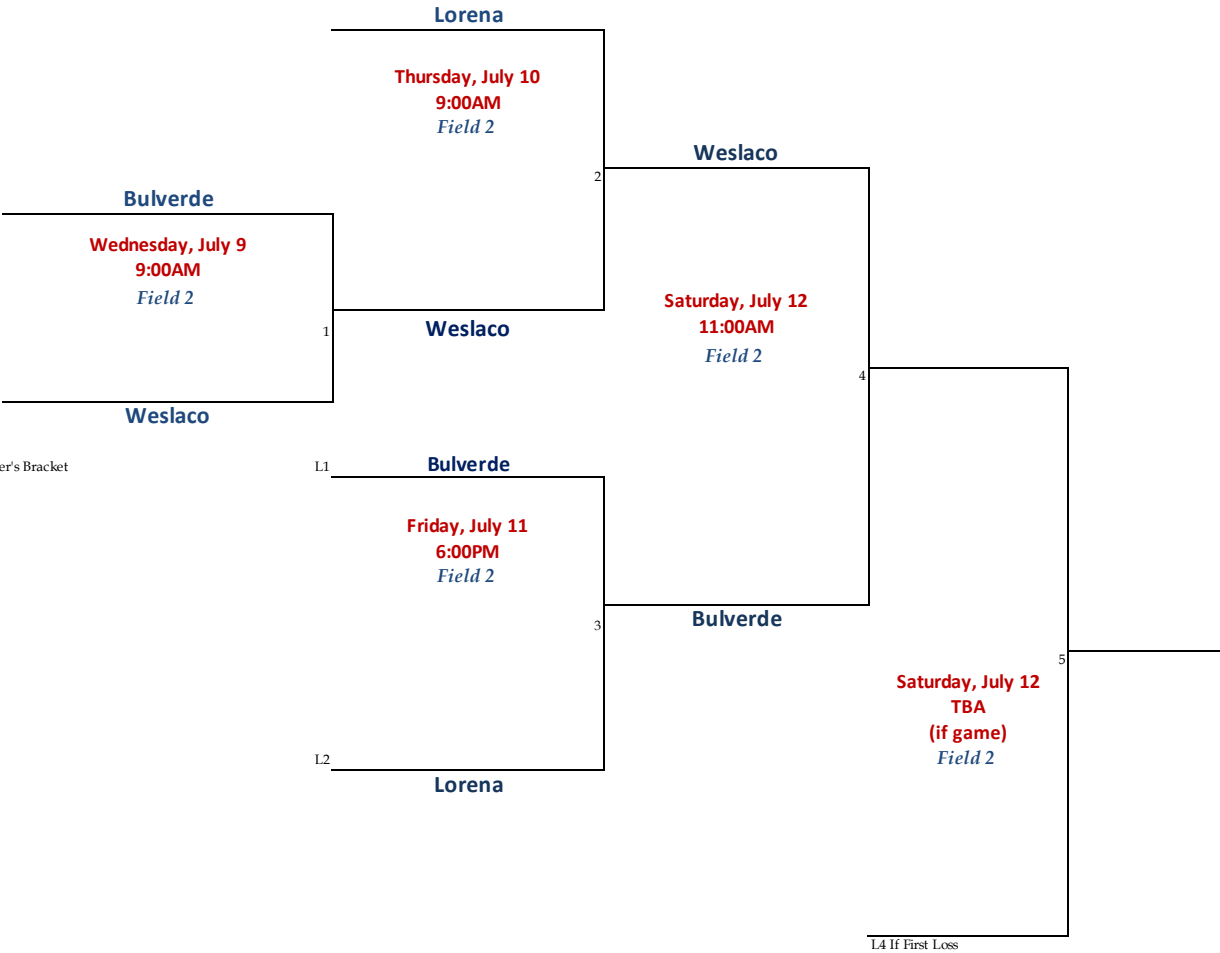 Lorena
Thursday, July 10
9:00AM
Field 2
2
Weslaco
Bulverde
Wednesday, July 9
9:00AM
Field 2
1
Weslaco
Weslaco
Saturday, July 12
11:00AM
Field 2
4
er's Bracket
L1
Bulverde
Friday, July 11
6:00PM
Field 2
3
Bulverde
L2
Lorena
5
Saturday, July 12
TBA
(if game)
Field 2
L4 If First Loss